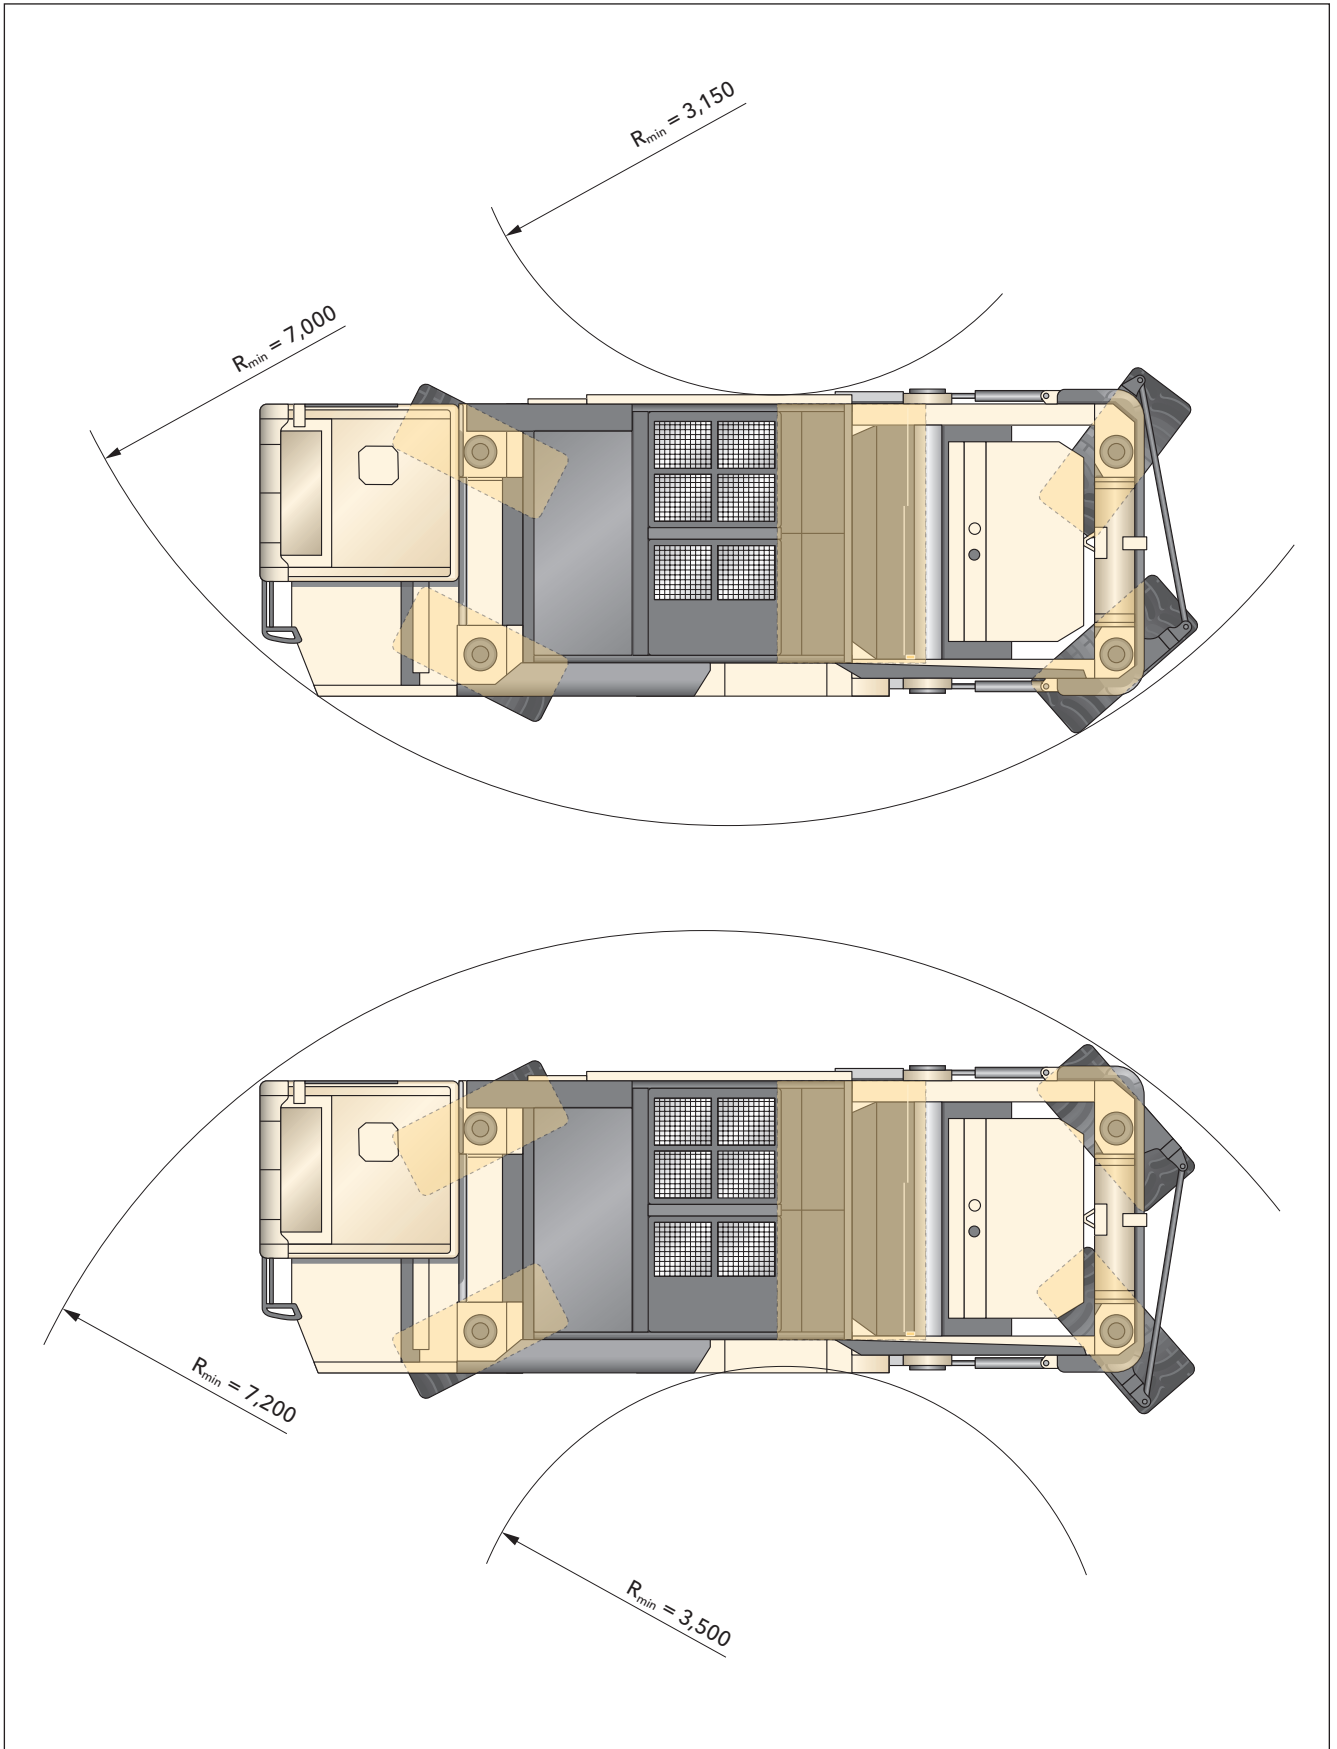 Rmin = 3,150
Rmin = 7,000
Rmin = 7,200
Rmin = 3,500